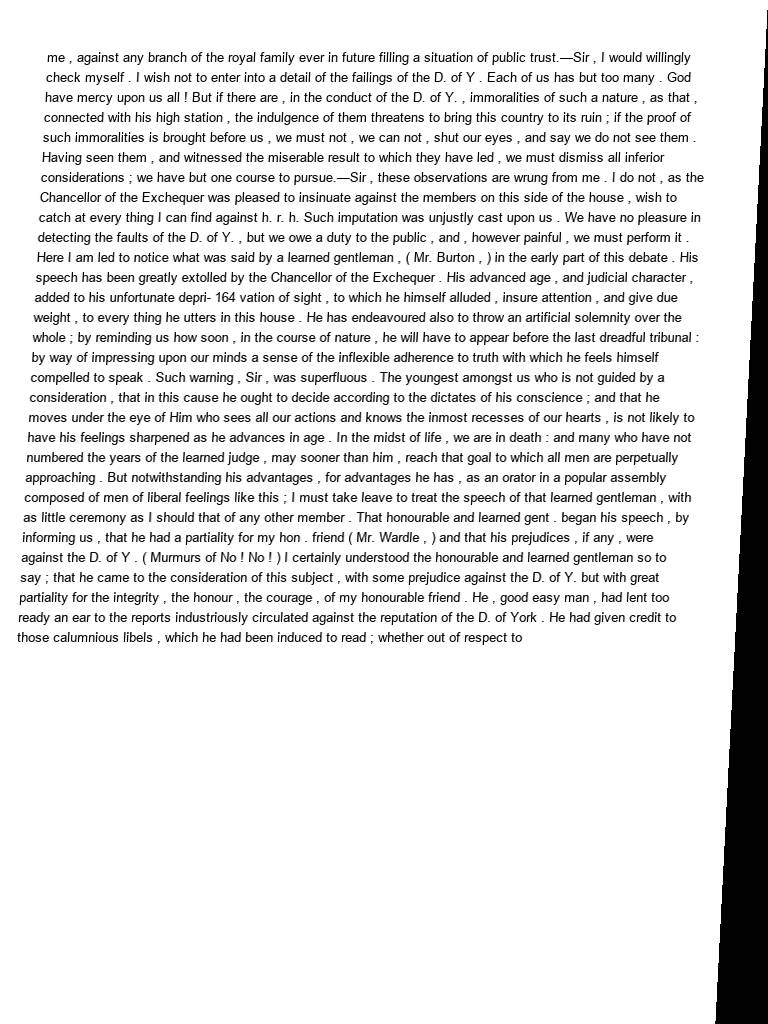 me , against any branch of the royal family ever in future filling a situation of public trust.—Sir , I would willingly
check myself . I wish not to enter into a detail of the failings of the D. of Y . Each of us has but too many . God
have mercy upon us all ! But if there are , in the conduct of the D. of Y. , immoralities of such a nature , as that ,
connected with his high station , the indulgence of them threatens to bring this country to its ruin ; if the proof of
such immoralities is brought before us , we must not , we can not , shut our eyes , and say we do not see them .
Having seen them , and witnessed the miserable result to which they have led , we must dismiss all inferior
considerations ; we have but one course to pursue.—Sir , these observations are wrung from me . I do not , as the
Chancellor of the Exchequer was pleased to insinuate against the members on this side of the house , wish to
catch at every thing I can find against h. r. h. Such imputation was unjustly cast upon us . We have no pleasure in
detecting the faults of the D. of Y. , but we owe a duty to the public , and , however painful , we must perform it .
Here I am led to notice what was said by a learned gentleman , ( Mr. Burton , ) in the early part of this debate . His
speech has been greatly extolled by the Chancellor of the Exchequer . His advanced age , and judicial character ,
added to his unfortunate depri- 164 vation of sight , to which he himself alluded , insure attention , and give due
weight , to every thing he utters in this house . He has endeavoured also to throw an artificial solemnity over the
whole ; by reminding us how soon , in the course of nature , he will have to appear before the last dreadful tribunal :
by way of impressing upon our minds a sense of the inflexible adherence to truth with which he feels himself
compelled to speak . Such warning , Sir , was superfluous . The youngest amongst us who is not guided by a
consideration , that in this cause he ought to decide according to the dictates of his conscience ; and that he
moves under the eye of Him who sees all our actions and knows the inmost recesses of our hearts , is not likely to
have his feelings sharpened as he advances in age . In the midst of life , we are in death : and many who have not
numbered the years of the learned judge , may sooner than him , reach that goal to which all men are perpetually
approaching . But notwithstanding his advantages , for advantages he has , as an orator in a popular assembly
composed of men of liberal feelings like this ; I must take leave to treat the speech of that learned gentleman , with
as little ceremony as I should that of any other member . That honourable and learned gent . began his speech , by
informing us , that he had a partiality for my hon . friend ( Mr. Wardle , ) and that his prejudices , if any , were
against the D. of Y . ( Murmurs of No ! No ! ) I certainly understood the honourable and learned gentleman so to
say ; that he came to the consideration of this subject , with some prejudice against the D. of Y. but with great
partiality for the integrity , the honour , the courage , of my honourable friend . He , good easy man , had lent too
ready an ear to the reports industriously circulated against the reputation of the D. of York . He had given credit to
those calumnious libels , which he had been induced to read ; whether out of respect to